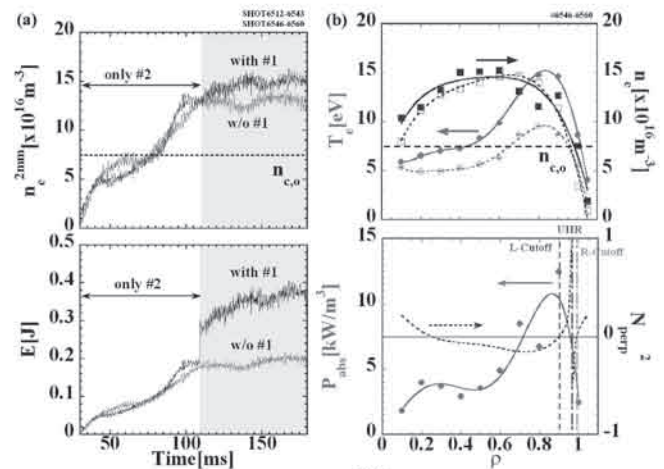 (a)
SHOT6512-6543
SHOT6546-6560
n_e^2mm [x10^16 m^-3]
20
15
10
5
0
only #2
with #1
w/o #1
n_c,o
E[J]
0.5
0.4
0.3
0.2
0.1
0
only #2
with #1
w/o #1
50 100 150
Time[ms]
(b)
#6546-6560
T_e [eV]
15
10
5
0
n_c,o
20
15
10
5
0
n_e [x10^16 m^-3]
UHR
L-Cutoff
R-Cutoff
P_abs [kW/m^3]
15
10
5
0
1
0
-1
N_perp^2
0 0.2 0.4 0.6 0.8 1
ρ